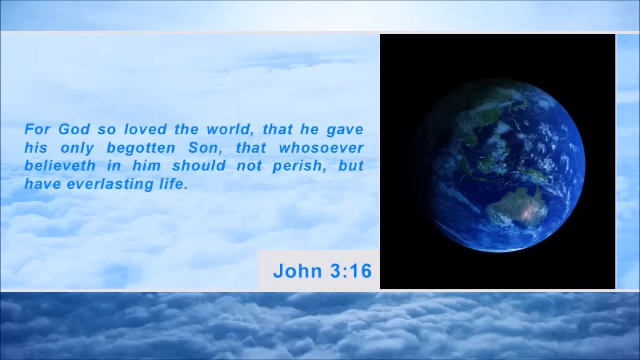 For God so loved the world, that he gave
his only begotten Son, that whosoever
believeth in him should not perish, but
have everlasting life.
John 3:16